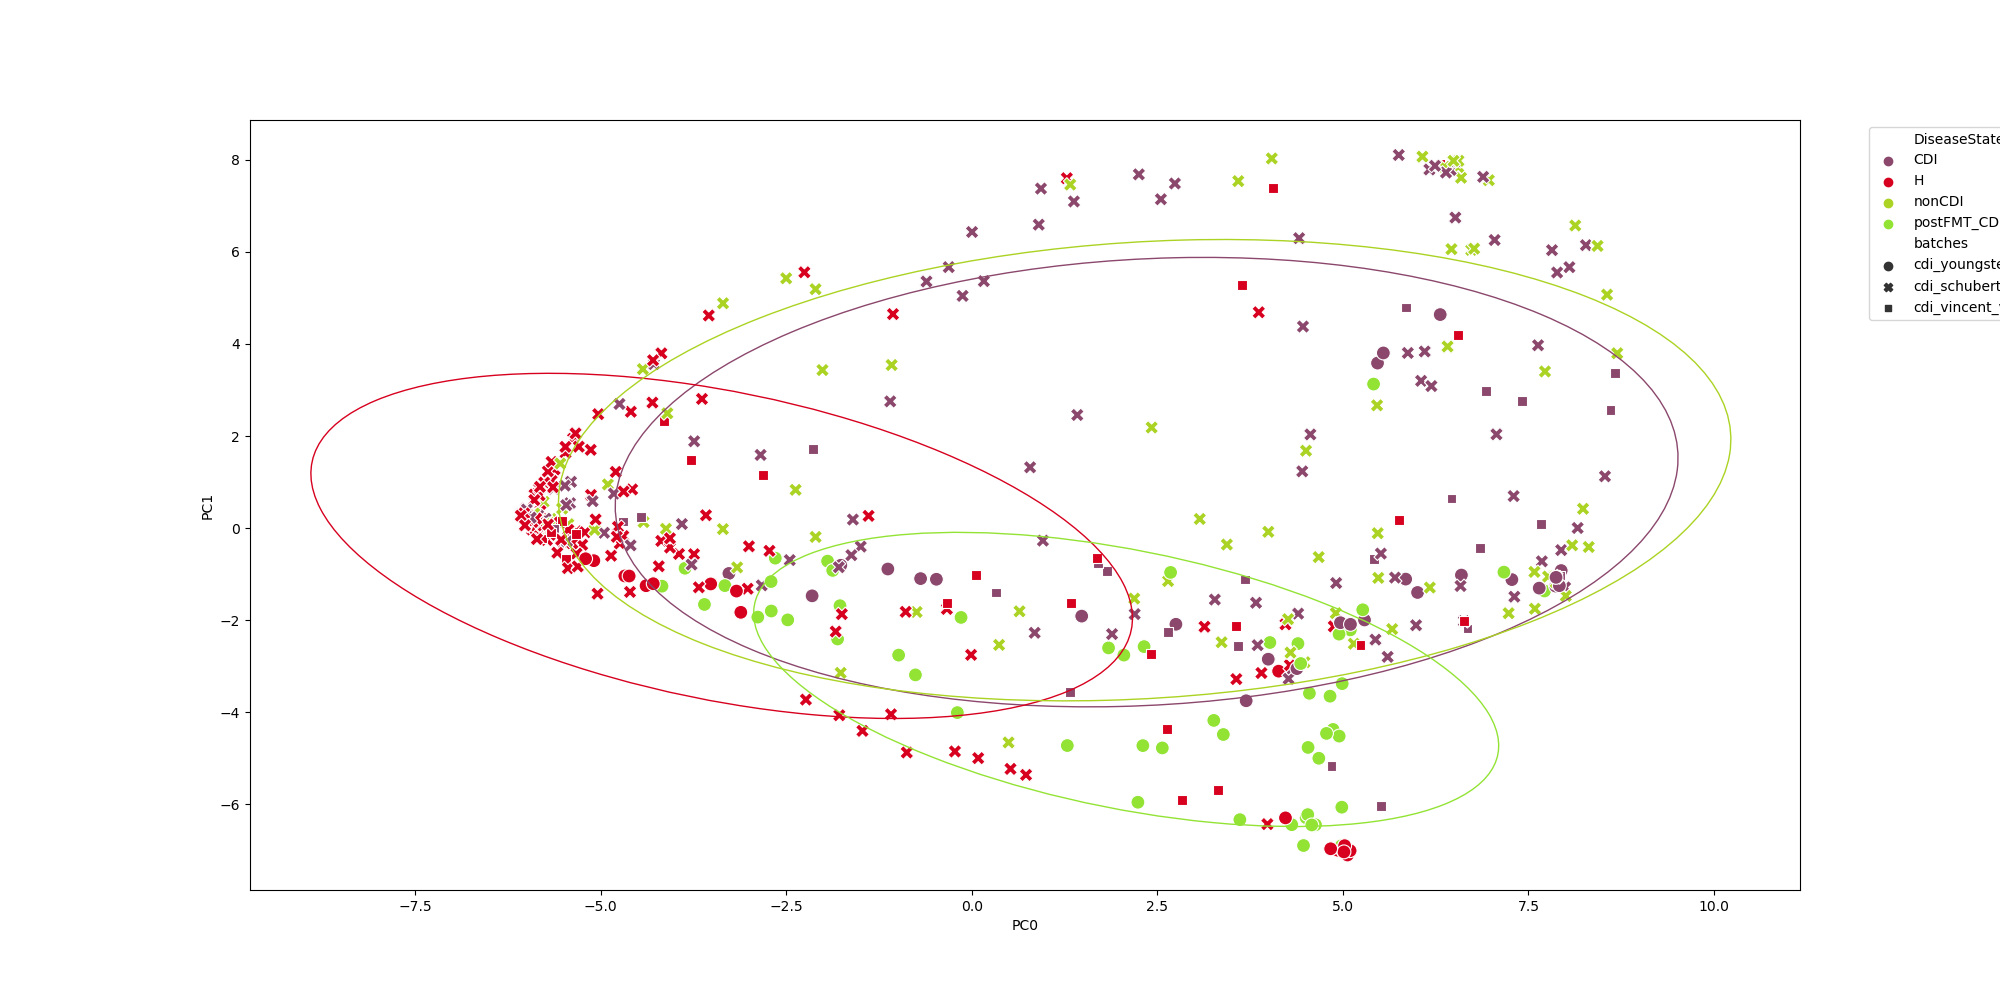 8
6
4
2
0
−2
−4
−6
PC1
−7.5
−5.0
−2.5
0.0
2.5
5.0
7.5
10.0
PC0
DiseaseState
CDI
H
nonCDI
postFMT_CD
batches
cdi_youngste
cdi_schubert
cdi_vincent_